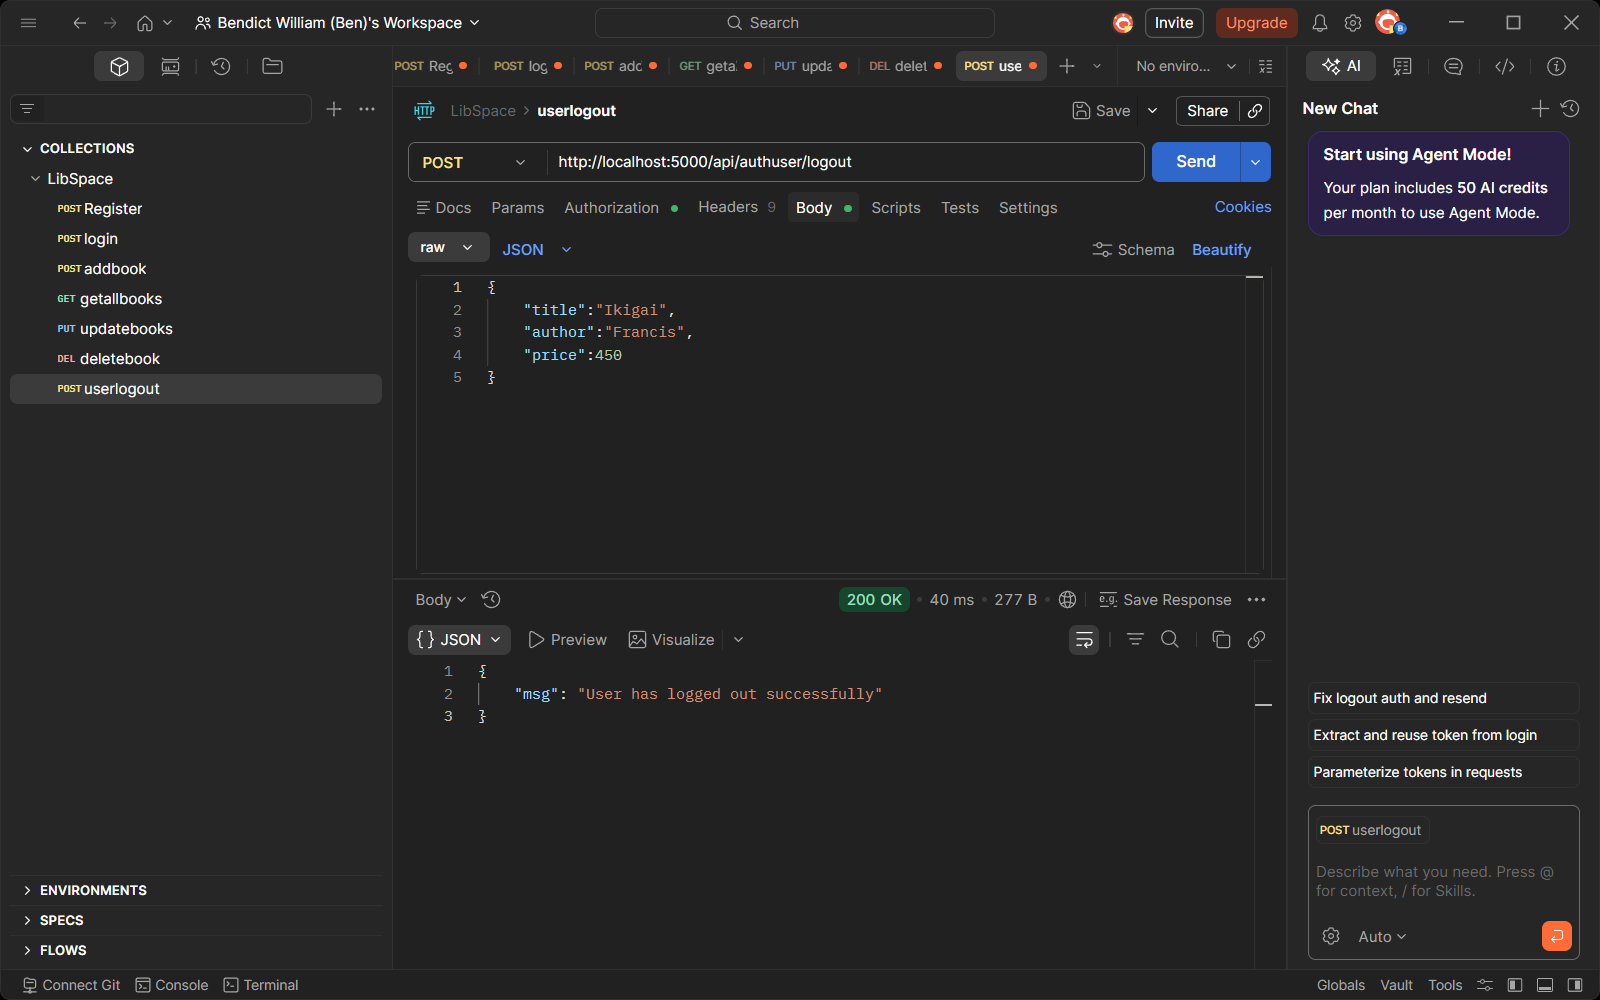 Bendict William (Ben)'s Workspace
Search
Invite
Upgrade
B
POST Reg
POST log
POST add
GET geta
PUT upda
DEL delet
POST use
No enviro...
AI
COLLECTIONS
LibSpace
POST Register
POST login
POST addbook
GET getallbooks
PUT updatebooks
DEL deletebook
POST userlogout
ENVIRONMENTS
SPECS
FLOWS
HTTP LibSpace > userlogout
Save
Share
POST http://localhost:5000/api/authuser/logout
Send
Docs Params Authorization Headers 9 Body Scripts Tests Settings
Cookies
raw JSON
Schema Beautify
1 {
2 "title":"Ikigai",
3 "author":"Francis",
4 "price":450
5 }
Body
200 OK • 40 ms • 277 B •
e.g. Save Response
{} JSON Preview Visualize
1 {
2 "msg": "User has logged out successfully"
3 }
New Chat
Start using Agent Mode!
Your plan includes 50 AI credits
per month to use Agent Mode.
Fix logout auth and resend
Extract and reuse token from login
Parameterize tokens in requests
POST userlogout
Describe what you need. Press @
for context, / for Skills.
Auto
Connect Git Console Terminal
Globals Vault Tools